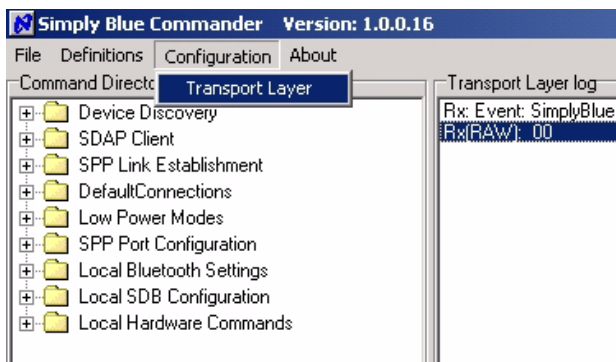 Simply Blue Commander Version: 1.0.0.16
File Definitions Configuration About
Transport Layer
Transport Layer log
Device Discovery
SDAP Client
SPP Link Establishment
DefaultConnections
Low Power Modes
SPP Port Configuration
Local Bluetooth Settings
Local SDB Configuration
Local Hardware Commands
Rx: Event: SimplyBlue
Rx(RAW): 00